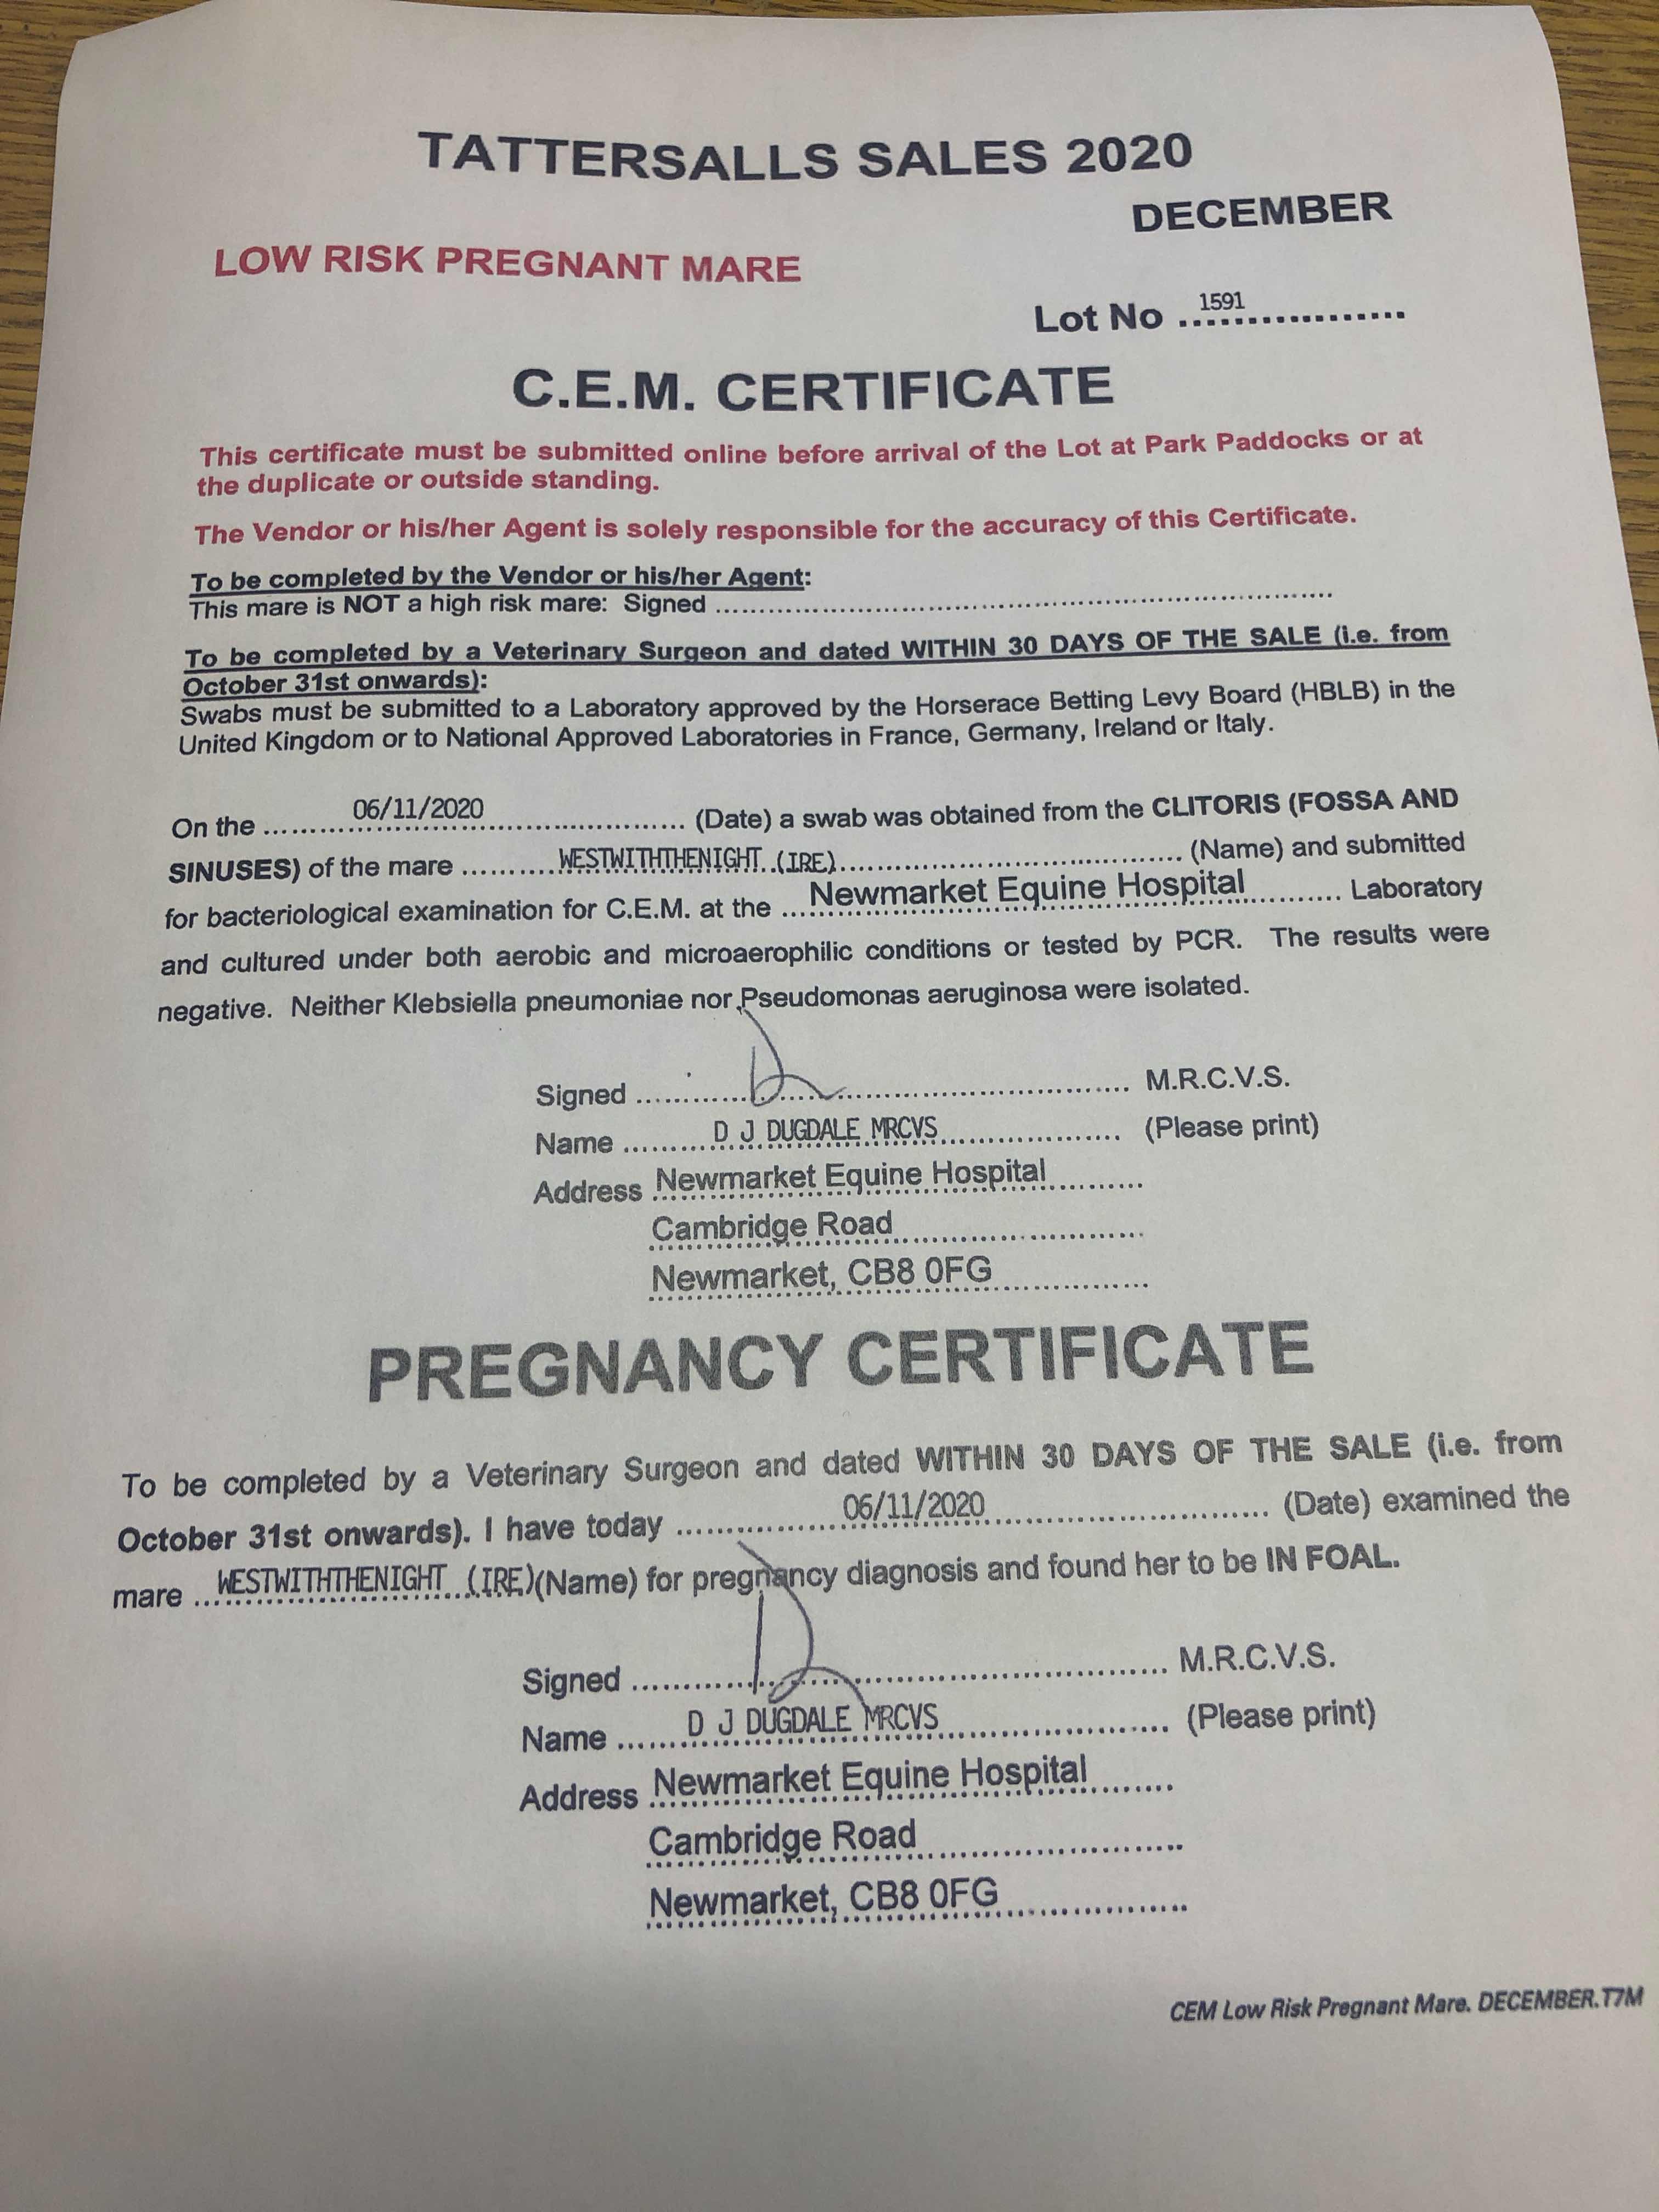 TATTERSALLS SALES 2020
DECEMBER
LOW RISK PREGNANT MARE
Lot No ....1591....
C.E.M. CERTIFICATE
This certificate must be submitted online before arrival of the Lot at Park Paddocks or at
the duplicate or outside standing.
The Vendor or his/her Agent is solely responsible for the accuracy of this Certificate.
To be completed by the Vendor or his/her Agent:
This mare is NOT a high risk mare: Signed ....................
To be completed by a Veterinary Surgeon and dated WITHIN 30 DAYS OF THE SALE (i.e. from
October 31st onwards):
Swabs must be submitted to a Laboratory approved by the Horserace Betting Levy Board (HBLB) in the
United Kingdom or to National Approved Laboratories in France, Germany, Ireland or Italy.
On the ........06/11/2020........ (Date) a swab was obtained from the CLITORIS (FOSSA AND
SINUSES) of the mare ........WESTWITHTHENIGHT (IRE)........ (Name) and submitted
for bacteriological examination for C.E.M. at the ....Newmarket Equine Hospital.... Laboratory
and cultured under both aerobic and microaerophilic conditions or tested by PCR. The results were
negative. Neither Klebsiella pneumoniae nor Pseudomonas aeruginosa were isolated.
Signed .................... M.R.C.V.S.
Name ........D J DUGDALE MRCVS........ (Please print)
Address Newmarket Equine Hospital........
Cambridge Road........
Newmarket, CB8 0FG........
PREGNANCY CERTIFICATE
To be completed by a Veterinary Surgeon and dated WITHIN 30 DAYS OF THE SALE (i.e. from
October 31st onwards). I have today ........06/11/2020........ (Date) examined the
mare ....WESTWITHTHENIGHT (IRE)(Name) for pregnancy diagnosis and found her to be IN FOAL.
Signed .................... M.R.C.V.S.
Name ........D J DUGDALE MRCVS........ (Please print)
Address Newmarket Equine Hospital........
Cambridge Road........
Newmarket, CB8 0FG........
CEM Low Risk Pregnant Mare. DECEMBER.T7M